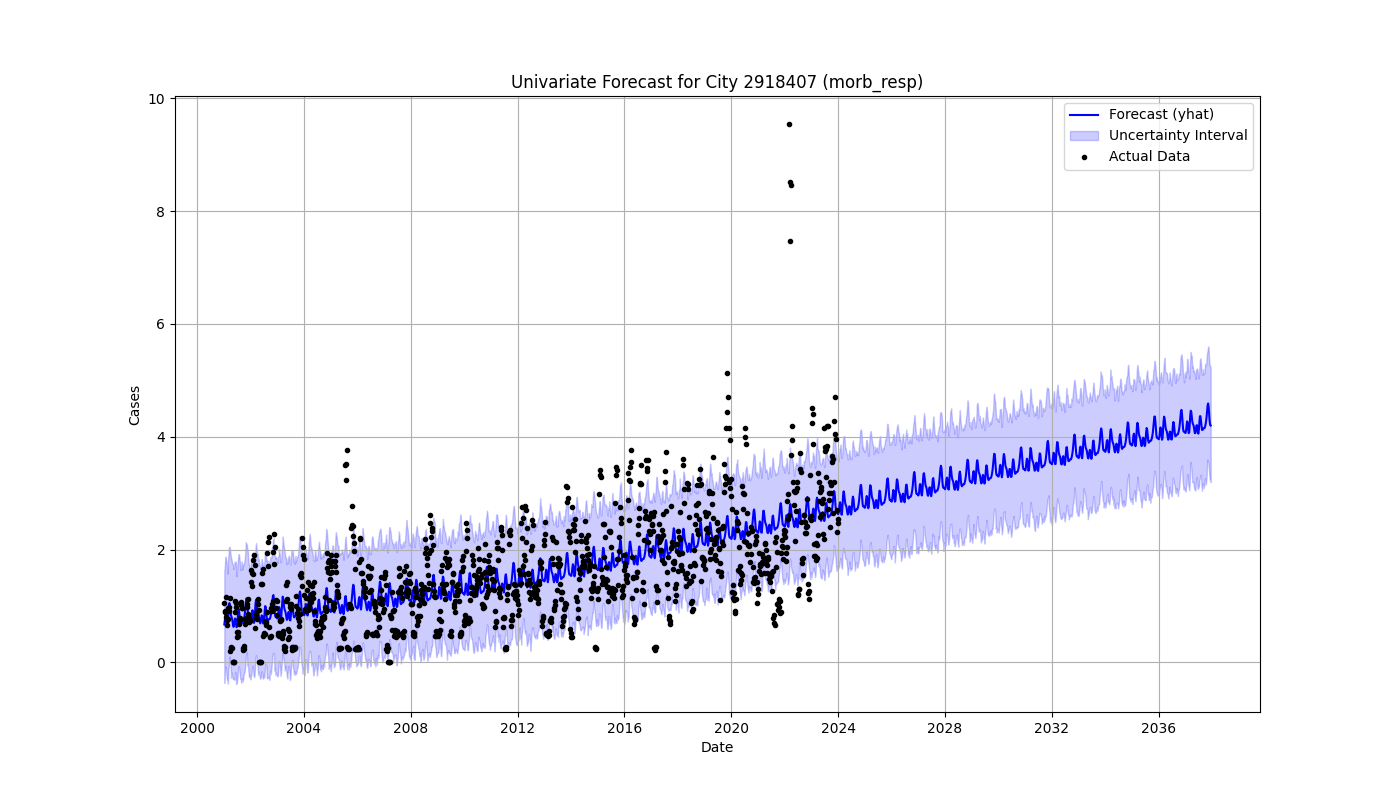 Univariate Forecast for City 2918407 (morb_resp)
Forecast (yhat)
Uncertainty Interval
Actual Data
Cases
10
8
6
4
2
0
2000 2004 2008 2012 2016 2020 2024 2028 2032 2036
Date